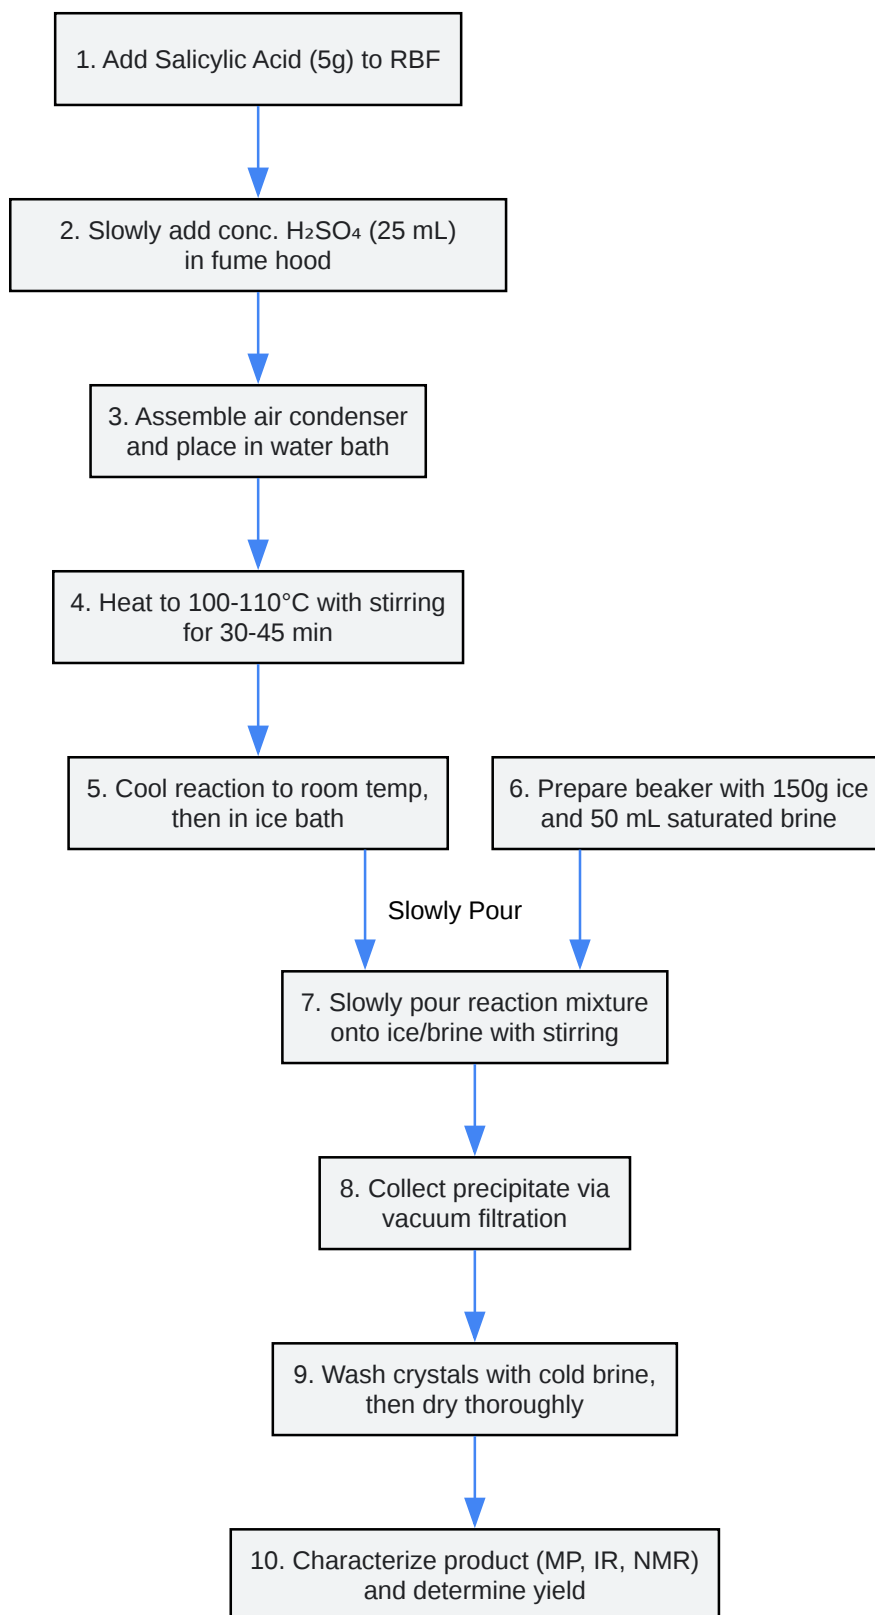 1. Add Salicylic Acid (5g) to RBF
2. Slowly add conc. H₂SO₄ (25 mL)
in fume hood
3. Assemble air condenser
and place in water bath
4. Heat to 100-110°C with stirring
for 30-45 min
5. Cool reaction to room temp,
then in ice bath
6. Prepare beaker with 150g ice
and 50 mL saturated brine
Slowly Pour
7. Slowly pour reaction mixture
onto ice/brine with stirring
8. Collect precipitate via
vacuum filtration
9. Wash crystals with cold brine,
then dry thoroughly
10. Characterize product (MP, IR, NMR)
and determine yield